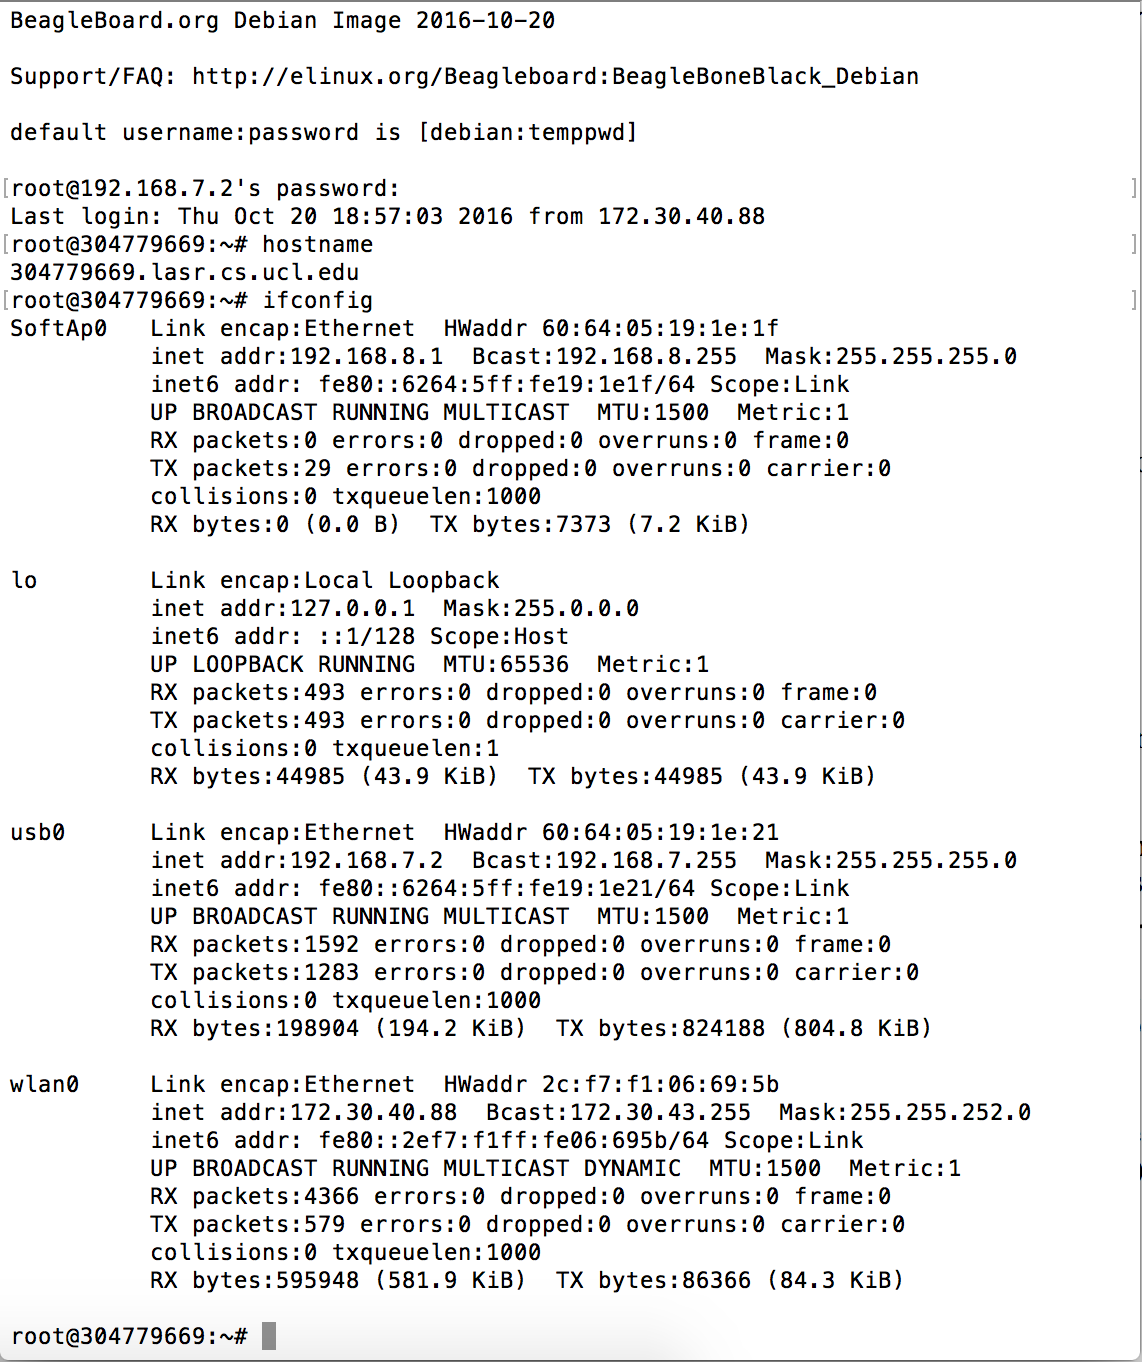 BeagleBoard.org Debian Image 2016-10-20
Support/FAQ: http://elinux.org/Beagleboard:BeagleBoneBlack_Debian
default username:password is [debian:temppwd]
[root@192.168.7.2's password: ]
Last login: Thu Oct 20 18:57:03 2016 from 172.30.40.88
[root@304779669:~# hostname ]
304779669.lasr.cs.ucl.edu
[root@304779669:~# ifconfig ]
SoftAp0   Link encap:Ethernet  HWaddr 60:64:05:19:1e:1f
          inet addr:192.168.8.1  Bcast:192.168.8.255  Mask:255.255.255.0
          inet6 addr: fe80::6264:5ff:fe19:1e1f/64 Scope:Link
          UP BROADCAST RUNNING MULTICAST  MTU:1500  Metric:1
          RX packets:0 errors:0 dropped:0 overruns:0 frame:0
          TX packets:29 errors:0 dropped:0 overruns:0 carrier:0
          collisions:0 txqueuelen:1000
          RX bytes:0 (0.0 B)  TX bytes:7373 (7.2 KiB)
lo        Link encap:Local Loopback
          inet addr:127.0.0.1  Mask:255.0.0.0
          inet6 addr: ::1/128 Scope:Host
          UP LOOPBACK RUNNING  MTU:65536  Metric:1
          RX packets:493 errors:0 dropped:0 overruns:0 frame:0
          TX packets:493 errors:0 dropped:0 overruns:0 carrier:0
          collisions:0 txqueuelen:1
          RX bytes:44985 (43.9 KiB)  TX bytes:44985 (43.9 KiB)
usb0      Link encap:Ethernet  HWaddr 60:64:05:19:1e:21
          inet addr:192.168.7.2  Bcast:192.168.7.255  Mask:255.255.255.0
          inet6 addr: fe80::6264:5ff:fe19:1e21/64 Scope:Link
          UP BROADCAST RUNNING MULTICAST  MTU:1500  Metric:1
          RX packets:1592 errors:0 dropped:0 overruns:0 frame:0
          TX packets:1283 errors:0 dropped:0 overruns:0 carrier:0
          collisions:0 txqueuelen:1000
          RX bytes:198904 (194.2 KiB)  TX bytes:824188 (804.8 KiB)
wlan0     Link encap:Ethernet  HWaddr 2c:f7:f1:06:69:5b
          inet addr:172.30.40.88  Bcast:172.30.43.255  Mask:255.255.252.0
          inet6 addr: fe80::2ef7:f1ff:fe06:695b/64 Scope:Link
          UP BROADCAST RUNNING MULTICAST DYNAMIC  MTU:1500  Metric:1
          RX packets:4366 errors:0 dropped:0 overruns:0 frame:0
          TX packets:579 errors:0 dropped:0 overruns:0 carrier:0
          collisions:0 txqueuelen:1000
          RX bytes:595948 (581.9 KiB)  TX bytes:86366 (84.3 KiB)
root@304779669:~#